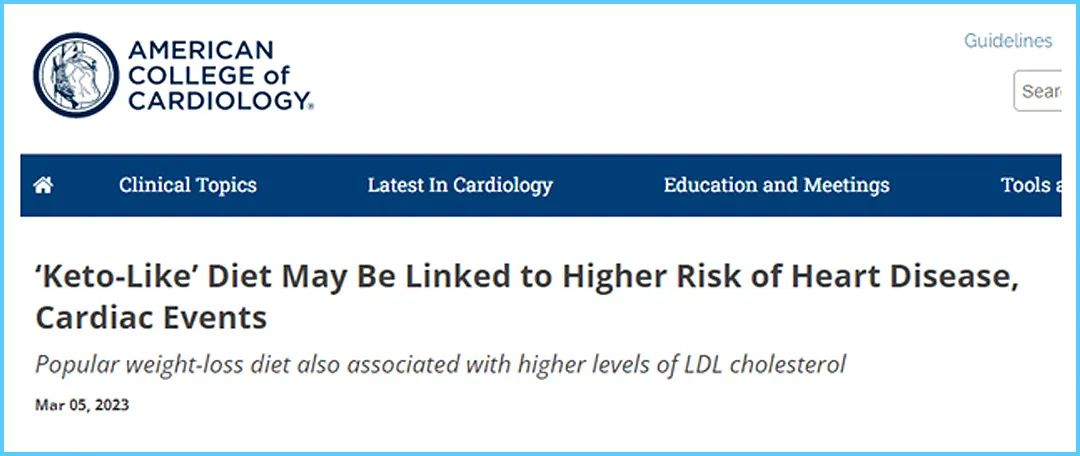 AMERICAN
COLLEGE of
CARDIOLOGY®
Guidelines
Sear
Clinical Topics
Latest In Cardiology
Education and Meetings
Tools a
‘Keto-Like’ Diet May Be Linked to Higher Risk of Heart Disease,
Cardiac Events
Popular weight-loss diet also associated with higher levels of LDL cholesterol
Mar 05, 2023